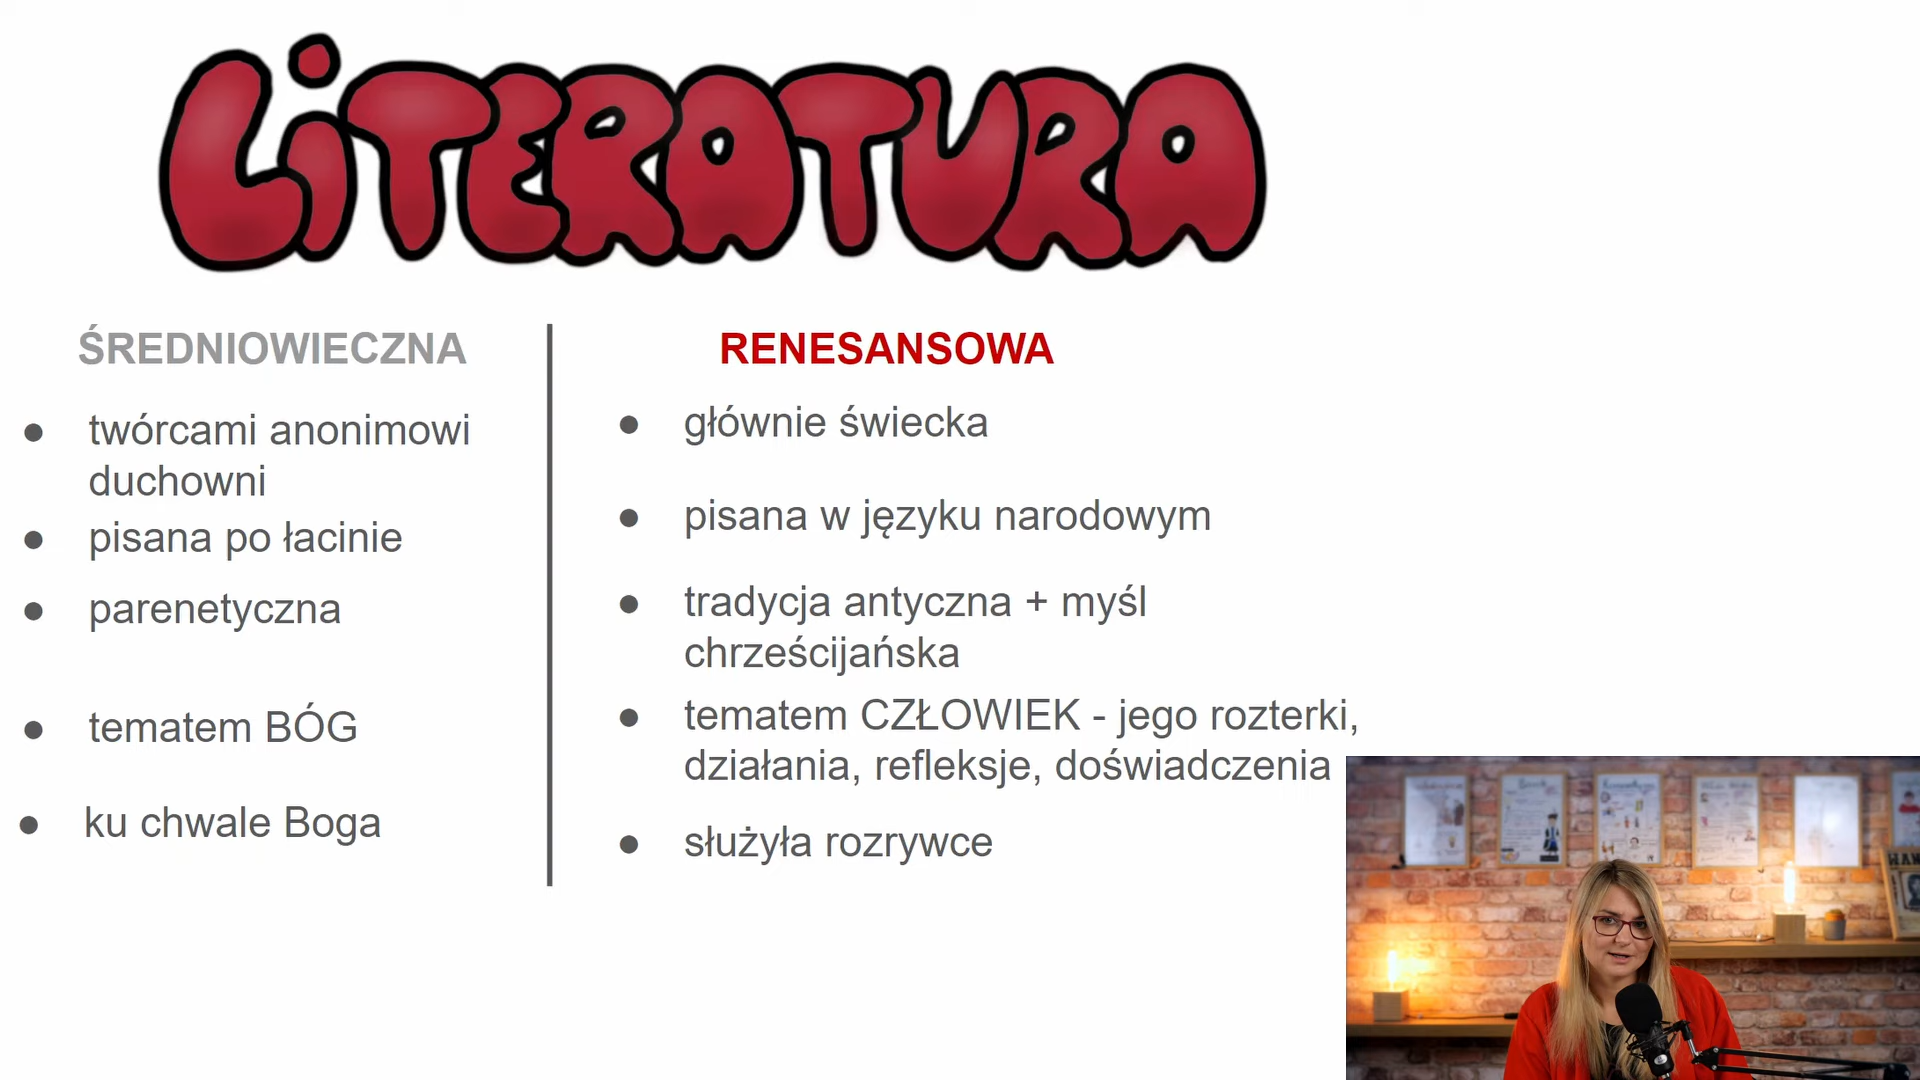 LiTERATURA
ŚREDNIOWIECZNA
● twórcami anonimowi
duchowni
● pisana po łacinie
● parenetyczna
● tematem BÓG
● ku chwale Boga
RENESANSOWA
● głównie świecka
● pisana w języku narodowym
● tradycja antyczna + myśl
chrześcijańska
● tematem CZŁOWIEK - jego rozterki,
działania, refleksje, doświadczenia
● służyła rozrywce